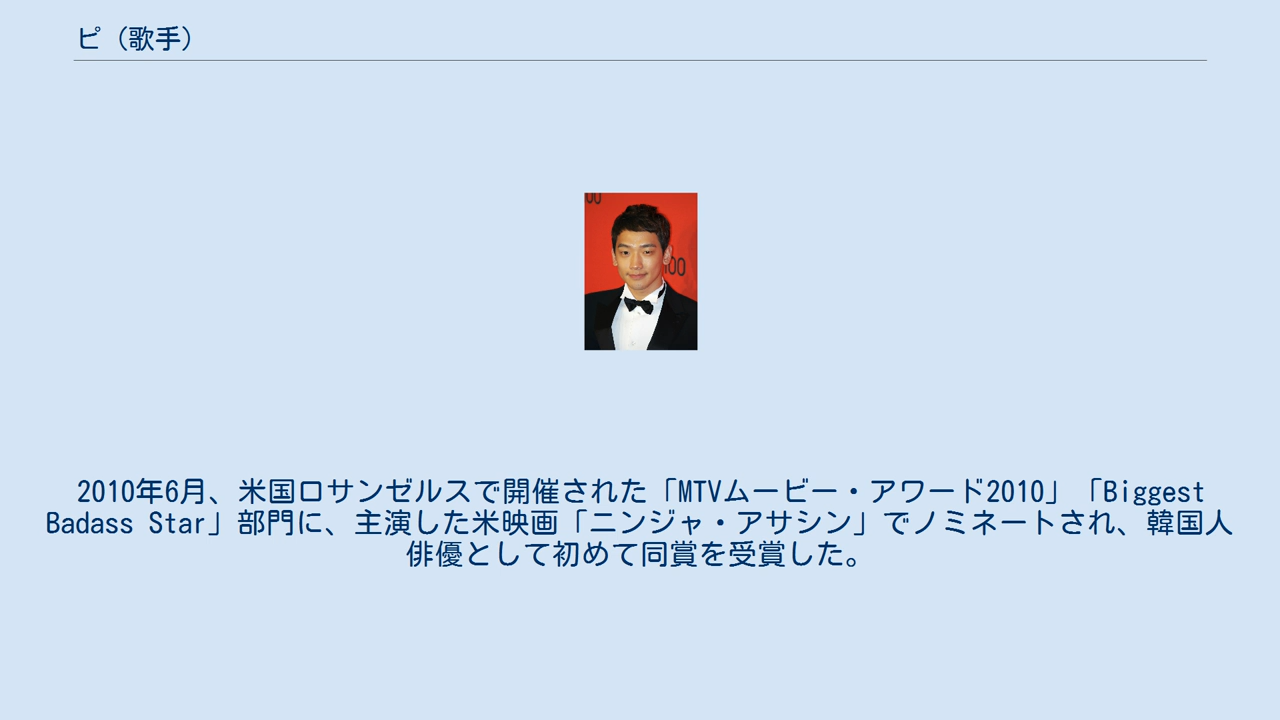 ピ（歌手）
00
100
2010年6月、米国ロサンゼルスで開催された「MTVムービー・アワード2010」「Biggest
Badass Star」部門に、主演した米映画「ニンジャ・アサシン」でノミネートされ、韓国人
俳優として初めて同賞を受賞した。